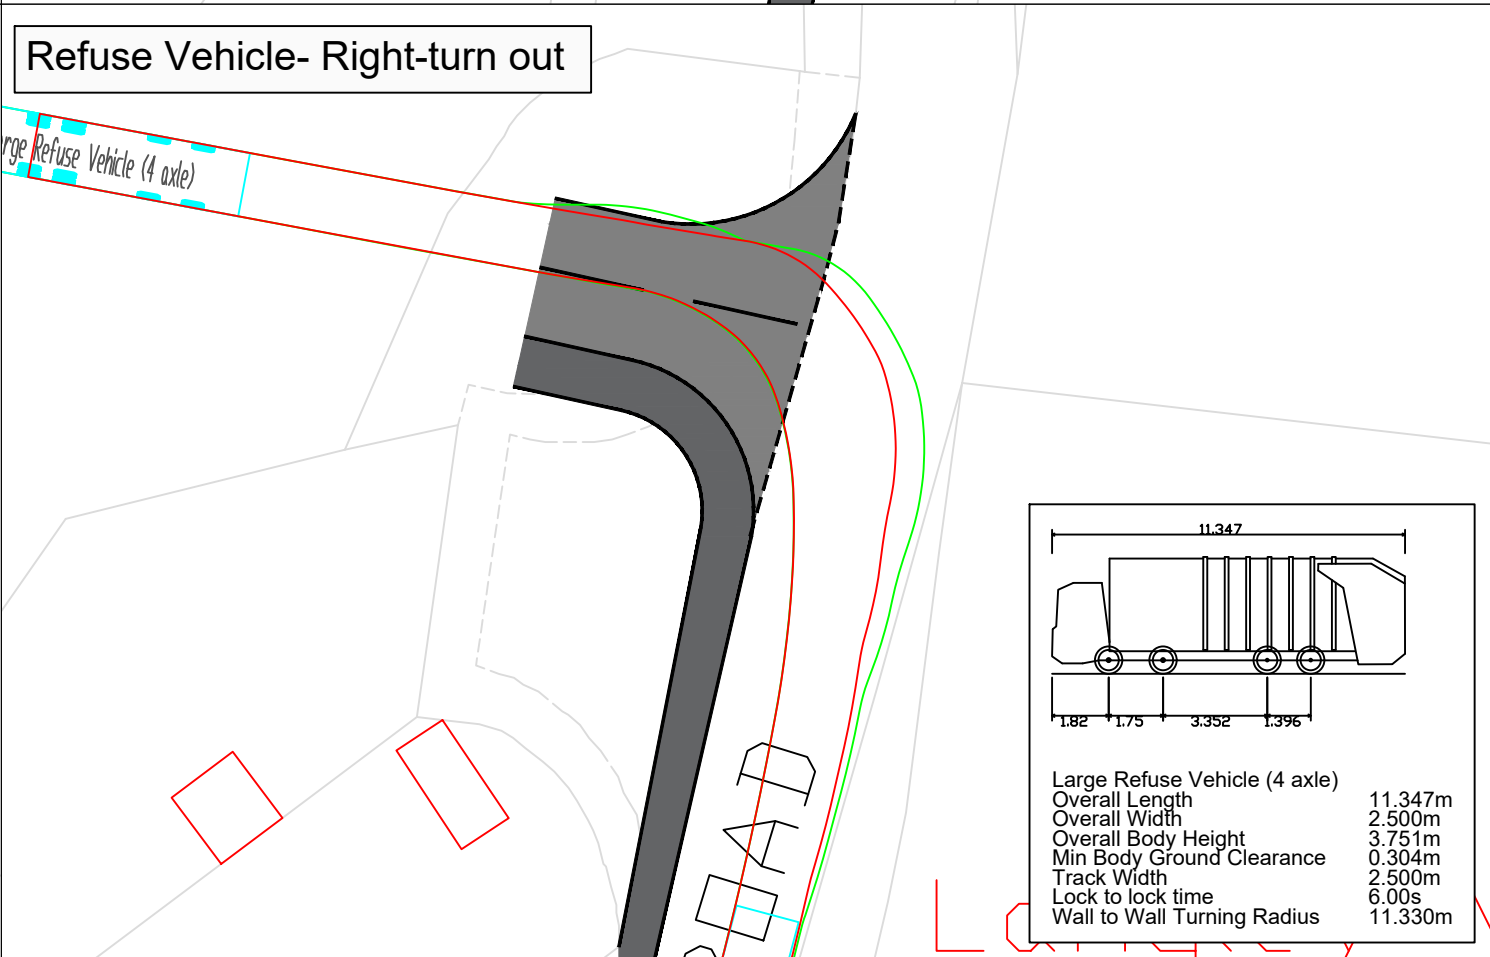 Refuse Vehicle- Right-turn out
rge Refuse Vehicle (4 axle)
11.347
1.82 1.75 3.352 1.396
Large Refuse Vehicle (4 axle)
Overall Length 11.347m
Overall Width 2.500m
Overall Body Height 3.751m
Min Body Ground Clearance 0.304m
Track Width 2.500m
Lock to lock time 6.00s
Wall to Wall Turning Radius 11.330m